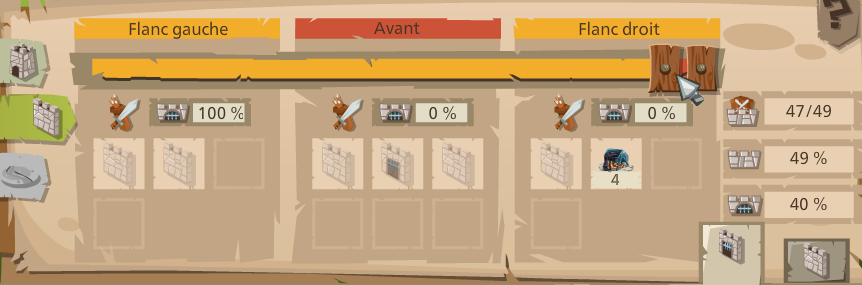 Flanc gauche
Avant
Flanc droit
100 %
0 %
0 %
4
47/49
49 %
40 %
?